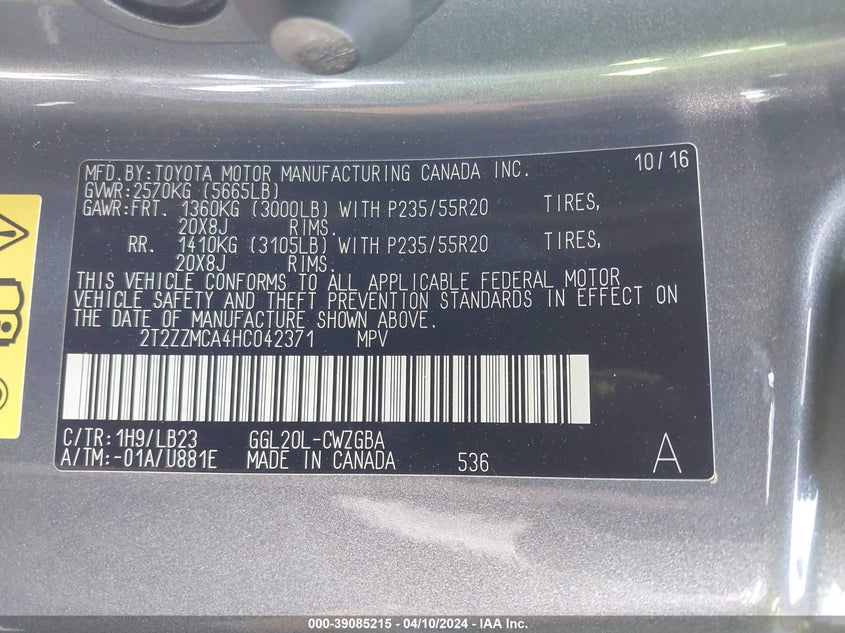 MFD.BY:TOYOTA MOTOR MANUFACTURING CANADA INC. 10/16
GVWR:2570KG (5665LB)
GAWR:FRT. 1360KG (3000LB) WITH P235/55R20 TIRES,
20X8J RIMS.
RR. 1410KG (3105LB) WITH P235/55R20 TIRES,
20X8J RIMS.
THIS VEHICLE CONFORMS TO ALL APPLICABLE FEDERAL MOTOR
VEHICLE SAFETY AND THEFT PREVENTION STANDARDS IN EFFECT ON
THE DATE OF MANUFACTURE SHOWN ABOVE.
2T2ZZMCA4HC042371 MPV
C/TR:1H9/LB23 GGL20L-CWZGBA
A/TM:-01A/U881E MADE IN CANADA 536 A
000-39085215 - 04/10/2024 - IAA Inc.